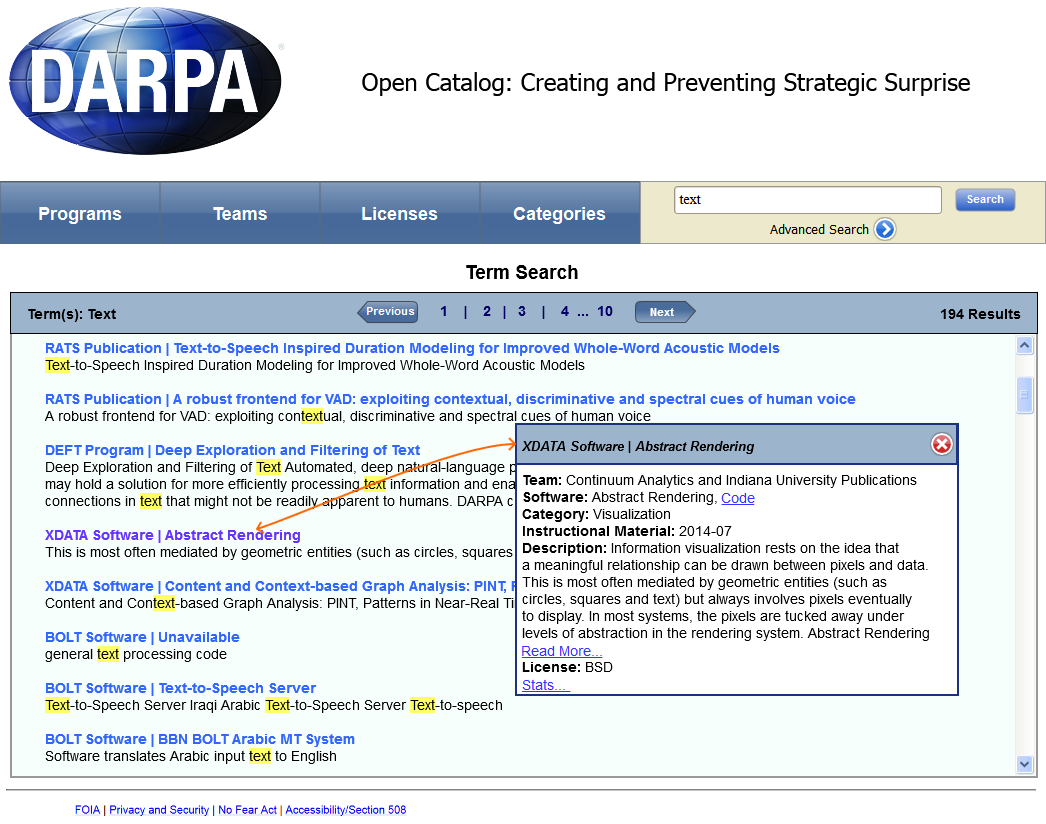 DARPA
®
Open Catalog: Creating and Preventing Strategic Surprise
Programs
Teams
Licenses
Categories
text
Search
Advanced Search
Term Search
Term(s): Text
Previous
1 | 2 | 3 | 4 ... 10
Next
194 Results
RATS Publication | Text-to-Speech Inspired Duration Modeling for Improved Whole-Word Acoustic Models
Text-to-Speech Inspired Duration Modeling for Improved Whole-Word Acoustic Models
RATS Publication | A robust frontend for VAD: exploiting contextual, discriminative and spectral cues of human voice
A robust frontend for VAD: exploiting contextual, discriminative and spectral cues of human voice
DEFT Program | Deep Exploration and Filtering of Text
Deep Exploration and Filtering of Text Automated, deep natural-language
may hold a solution for more efficiently processing text information and
connections in text that might not be readily apparent to humans. DARPA
XDATA Software | Abstract Rendering
This is most often mediated by geometric entities (such as circles, squares
XDATA Software | Content and Context-based Graph Analysis: PINT,
Content and Context-based Graph Analysis: PINT, Patterns in Near-Real
BOLT Software | Unavailable
general text processing code
BOLT Software | Text-to-Speech Server
Text-to-Speech Server Iraqi Arabic Text-to-Speech Server Text-to-speech
BOLT Software | BBN BOLT Arabic MT System
Software translates Arabic input text to English
XDATA Software | Abstract Rendering
Team: Continuum Analytics and Indiana University Publications
Software: Abstract Rendering, Code
Category: Visualization
Instructional Material: 2014-07
Description: Information visualization rests on the idea that
a meaningful relationship can be drawn between pixels and data.
This is most often mediated by geometric entities (such as
circles, squares and text) but always involves pixels eventually
to display. In most systems, the pixels are tucked away under
levels of abstraction in the rendering system. Abstract Rendering
Read More...
License: BSD
Stats...
FOIA | Privacy and Security | No Fear Act | Accessibility/Section 508